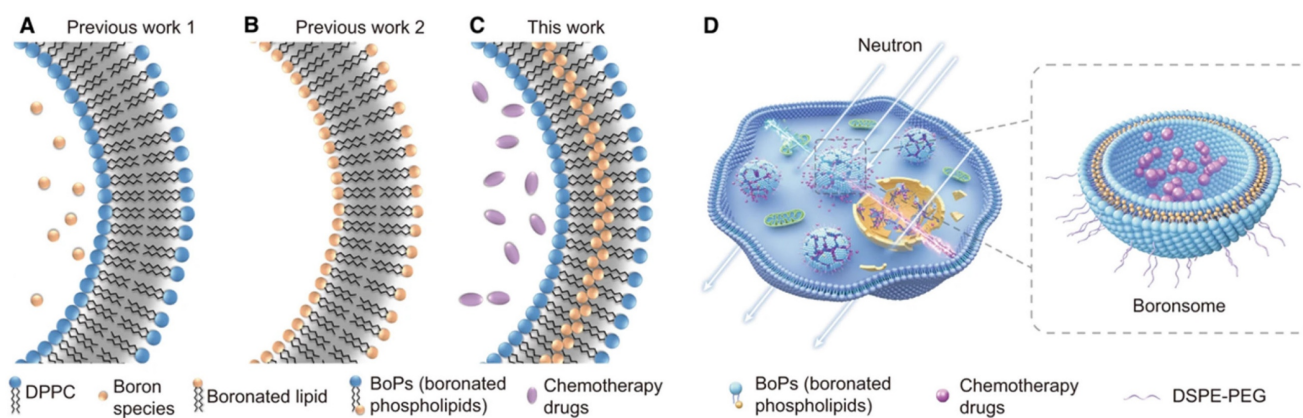 A Previous work 1
B Previous work 2
C This work
D
Neutron
Boronsome
DPPC
Boron
species
Boronated lipid
BoPs (boronated
phospholipids)
Chemotherapy
drugs
BoPs (boronated
phospholipids)
Chemotherapy
drugs
DSPE-PEG